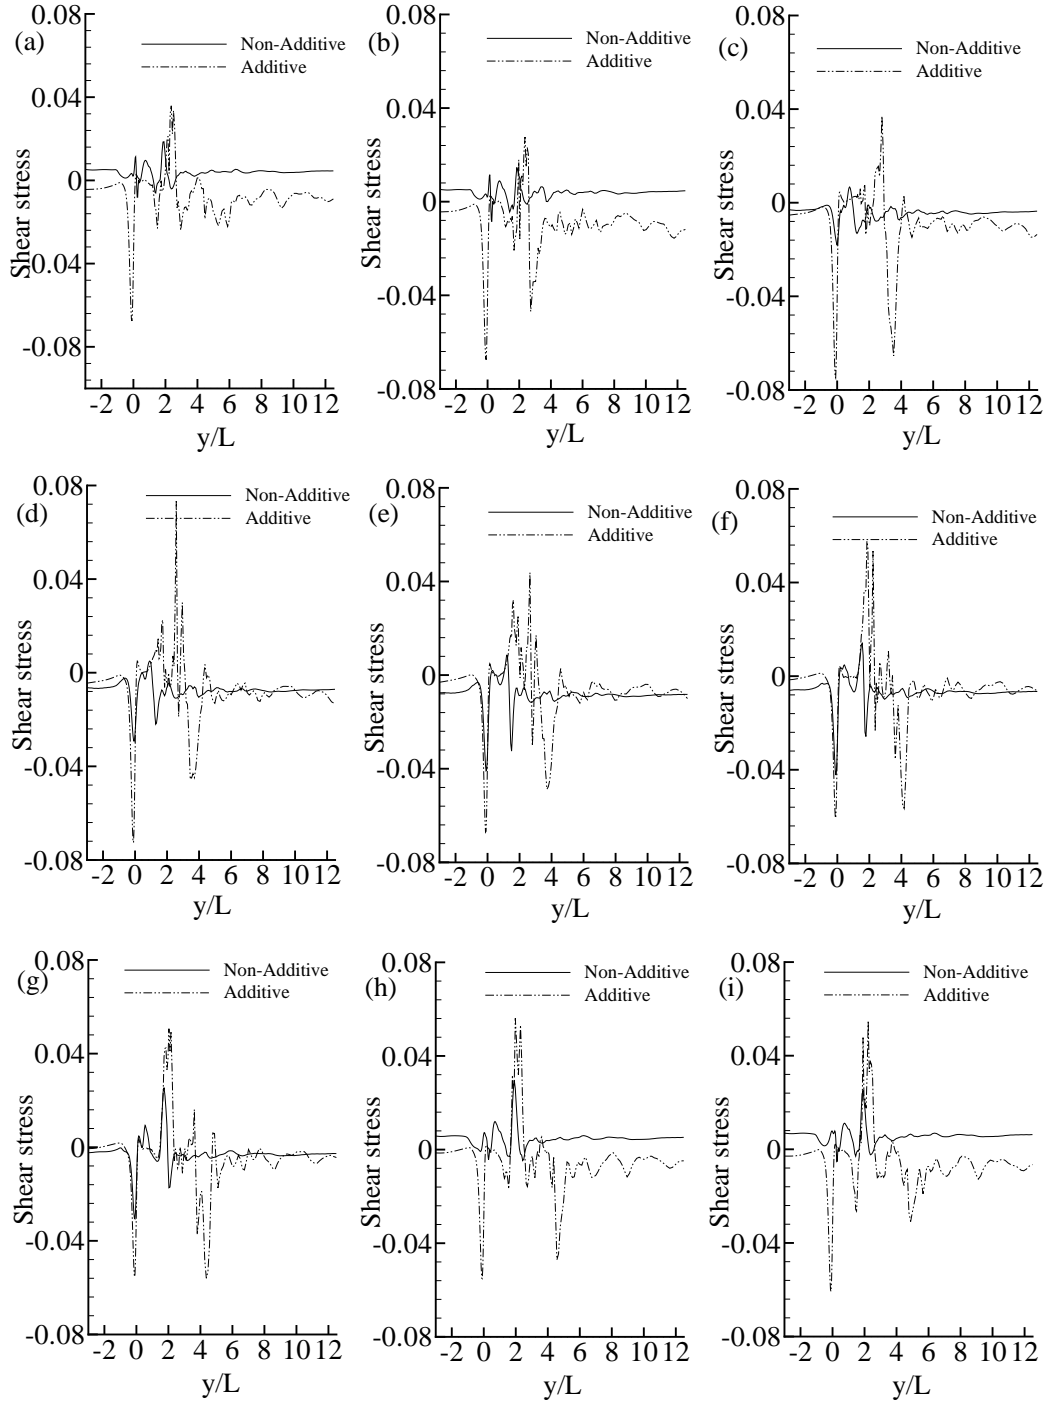 (a)
Non-Additive
Additive
0.08
0.04
0
-0.04
-0.08
Shear stress
-2 0 2 4 6 8 10 12
y/L
(b)
Non-Additive
Additive
0.08
0.04
0
-0.04
-0.08
Shear stress
-2 0 2 4 6 8 10 12
y/L
(c)
Non-Additive
Additive
0.08
0.04
0
-0.04
-0.08
Shear stress
-2 0 2 4 6 8 10 12
y/L
(d)
Non-Additive
Additive
0.08
0.04
0
-0.04
-0.08
Shear stress
-2 0 2 4 6 8 10 12
y/L
(e)
Non-Additive
Additive
0.08
0.04
0
-0.04
-0.08
Shear stress
-2 0 2 4 6 8 10 12
y/L
(f)
Non-Additive
Additive
0.08
0.04
0
-0.04
-0.08
Shear stress
-2 0 2 4 6 8 10 12
y/L
(g)
Non-Additive
Additive
0.08
0.04
0
-0.04
-0.08
Shear stress
-2 0 2 4 6 8 10 12
y/L
(h)
Non-Additive
Additive
0.08
0.04
0
-0.04
-0.08
Shear stress
-2 0 2 4 6 8 10 12
y/L
(i)
Non-Additive
Additive
0.08
0.04
0
-0.04
-0.08
Shear stress
-2 0 2 4 6 8 10 12
y/L